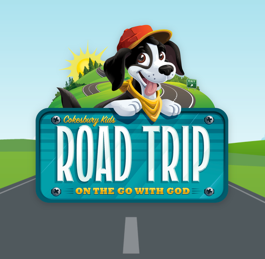 Cokesbury Kids
ROAD TRIP
ON THE GO WITH GOD